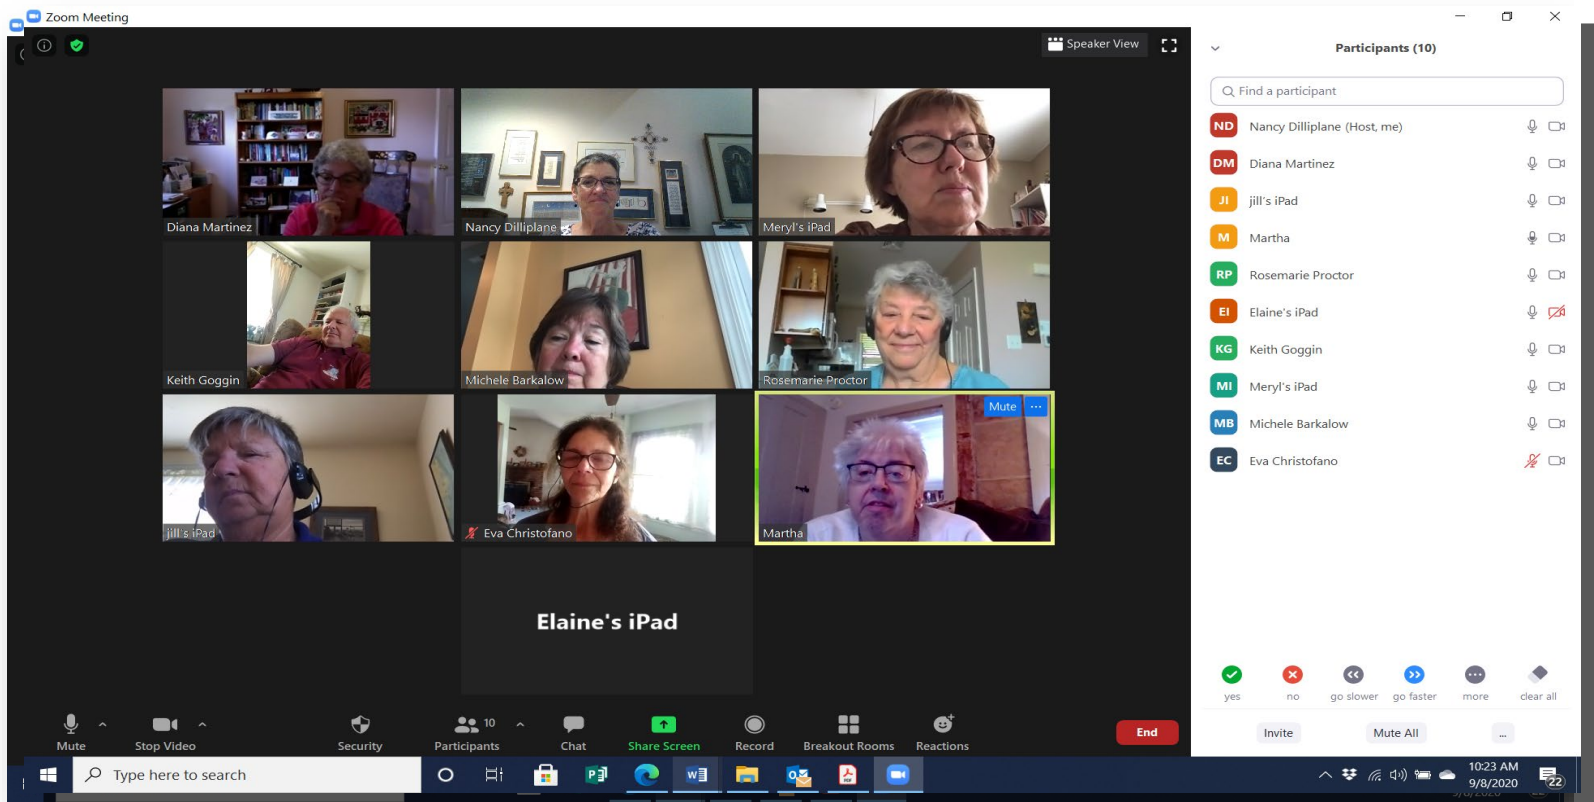 Zoom Meeting
Speaker View
Participants (10)
Find a participant
ND Nancy Dilliplane (Host, me)
DM Diana Martinez
JI jill's iPad
M Martha
RP Rosemarie Proctor
EI Elaine's iPad
KG Keith Goggin
MI Meryl's iPad
MB Michele Barkalow
EC Eva Christofano
Diana Martinez
Nancy Dilliplane
Meryl's iPad
Keith Goggin
Michele Barkalow
Rosemarie Proctor
Mute ...
jill's iPad
Eva Christofano
Martha
Elaine's iPad
yes no go slower go faster more clear all
Invite Mute All ...
10
Mute Stop Video Security Participants Chat Share Screen Record Breakout Rooms Reactions End
Type here to search
10:23 AM
9/8/2020
22